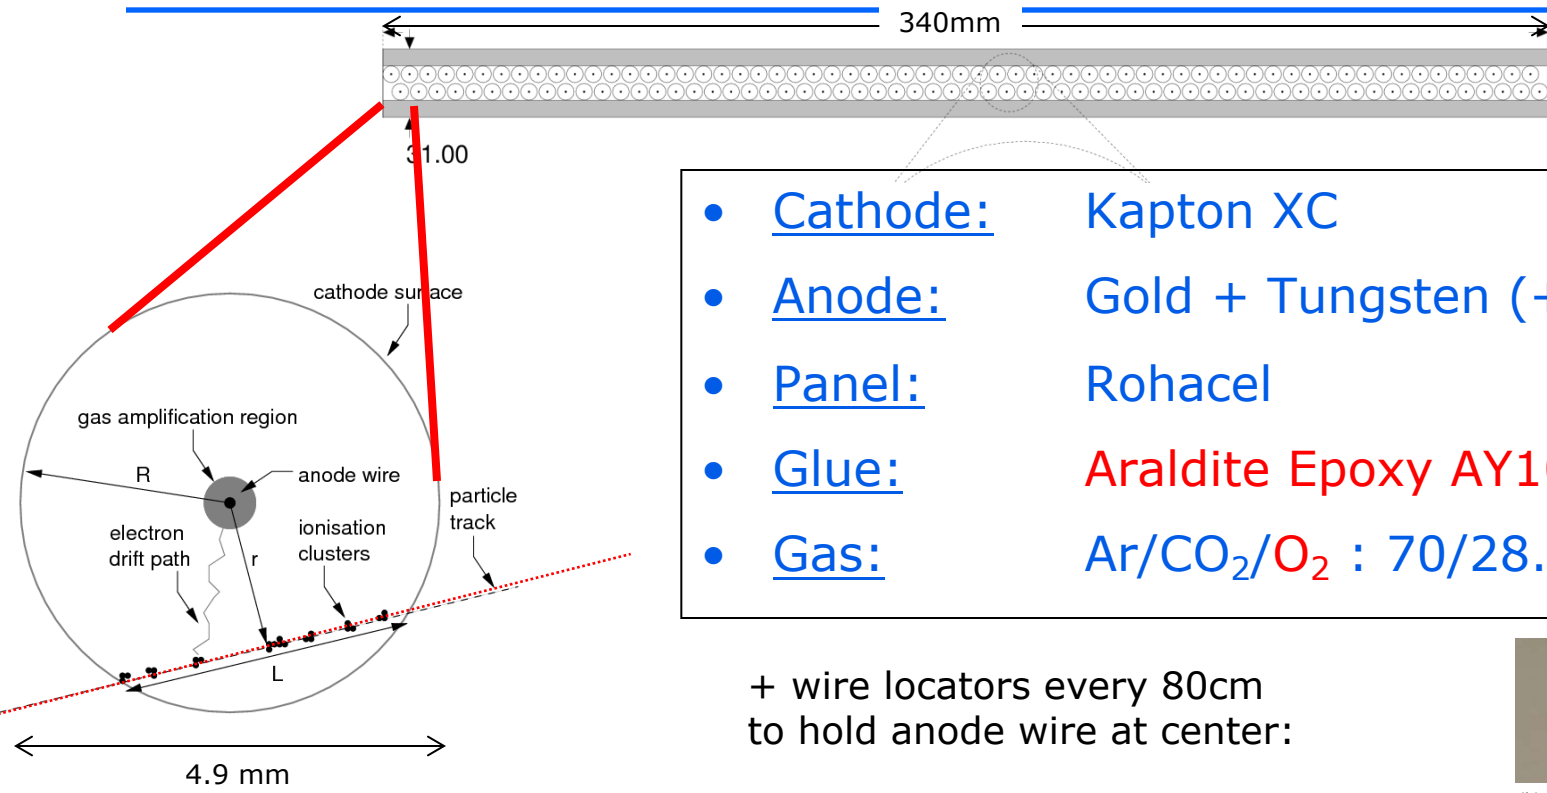 340mm
31.00
• Cathode: Kapton XC
• Anode: Gold + Tungsten (+
• Panel: Rohacel
• Glue: Araldite Epoxy AY1
• Gas: Ar/CO₂/O₂ : 70/28.
cathode surface
gas amplification region
R
anode wire
particle
track
electron
drift path
ionisation
clusters
r
L
4.9 mm
+ wire locators every 80cm
to hold anode wire at center: